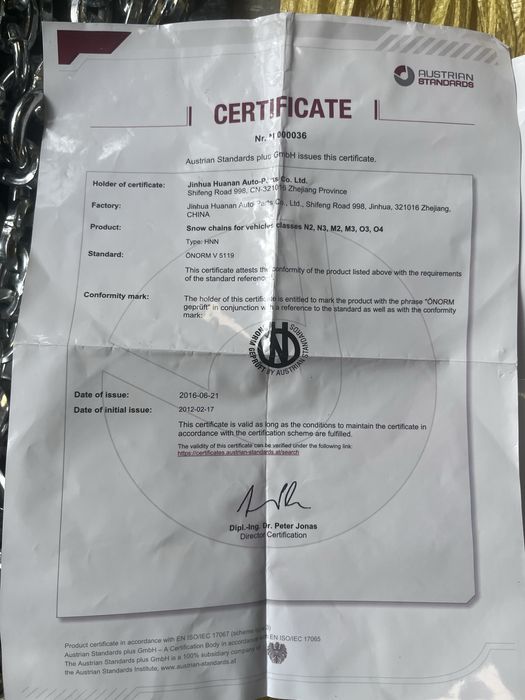 AUSTRIAN
STANDARDS
CERTIFICATE
Nr. 000036
Austrian Standards plus GmbH issues this certificate.
Holder of certificate: Jinhua Huanan Auto-Parts Co. Ltd.
Shifeng Road 998, CN-321016 Zhejiang Province
Factory: Jinhua Huanan Auto Parts Co., Ltd., Shifeng Road 998, Jinhua, 321016 Zhejiang,
CHINA
Product: Snow chains for vehicles classes N2, N3, M2, M3, O3, O4
Type: HNN
Standard: ÖNORM V 5119
This certificate attests the conformity of the product listed above with the requirements
of the standard reference.
Conformity mark: The holder of this certificate is entitled to mark the product with the phrase "ÖNORM
geprüft" in conjunction with a reference to the standard as well as with the conformity
mark:
Date of issue: 2016-06-21
Date of initial issue: 2012-02-17
This certificate is valid as long as the conditions to maintain the certificate in
accordance with the certification scheme are fulfilled.
The validity of this certificate can be verified under the following link:
https://certificates.austrian-standards.at/search
Dipl.-Ing. Dr. Peter Jonas
Director Certification
Product certificate in accordance with EN ISO/IEC 17067 (scheme
Austrian Standards plus GmbH – A Certification Body in accordance with EN ISO/IEC 17065
The Austrian Standards plus GmbH is a 100% subsidiary company of
the Austrian Standards Institute, www.austrian-standards.at